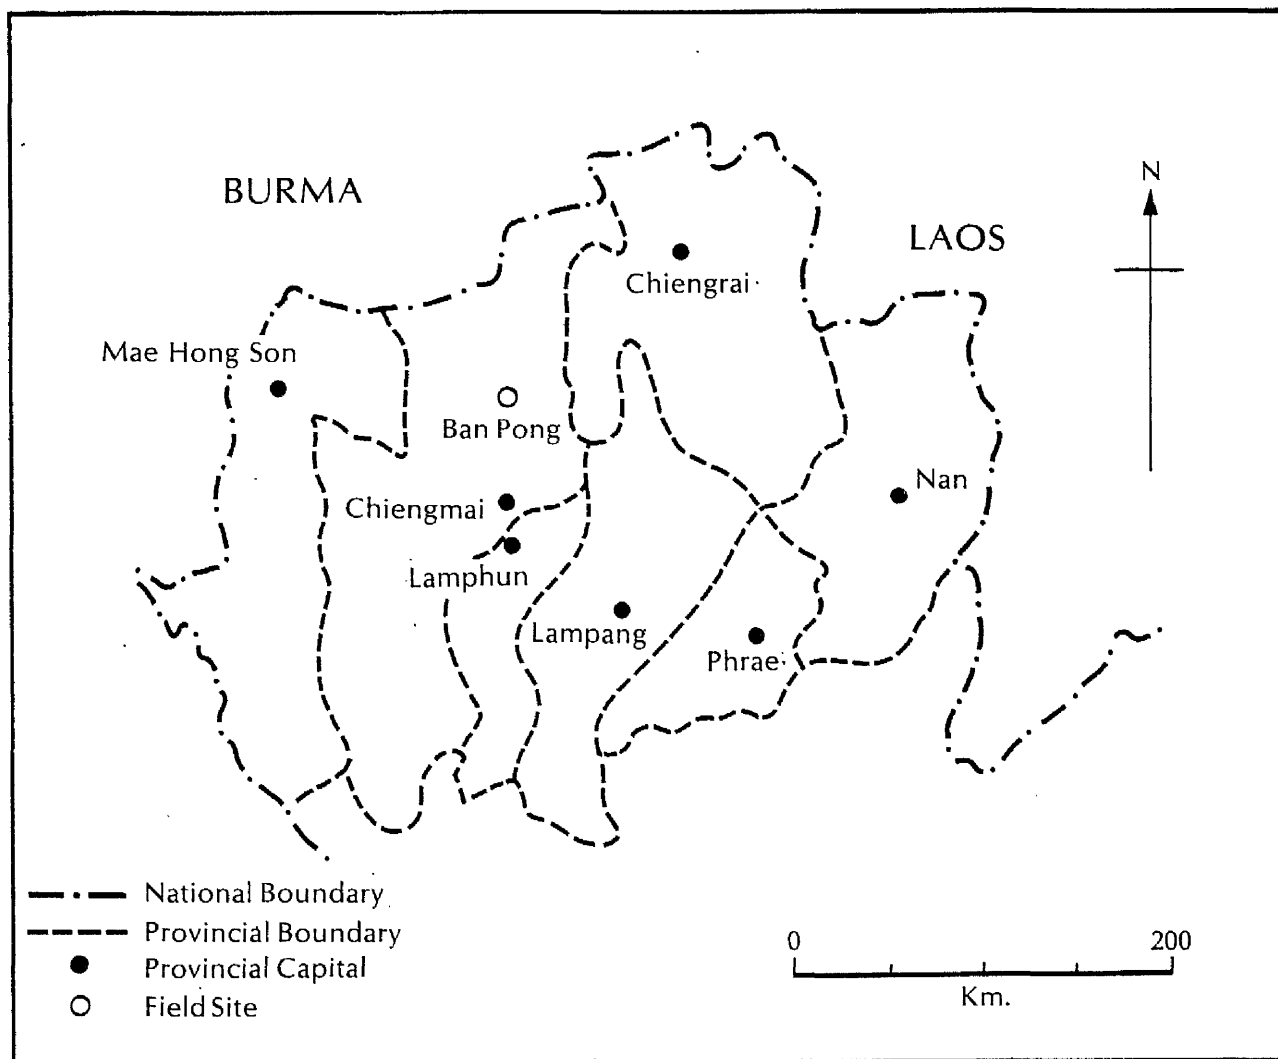 BURMA
N
LAOS
Chiengrai
Mae Hong Son
Ban Pong
Nan
Chiengmai
Lamphun
Lampang
Phrae
National Boundary
Provincial Boundary
Provincial Capital
Field Site
0 200
Km.